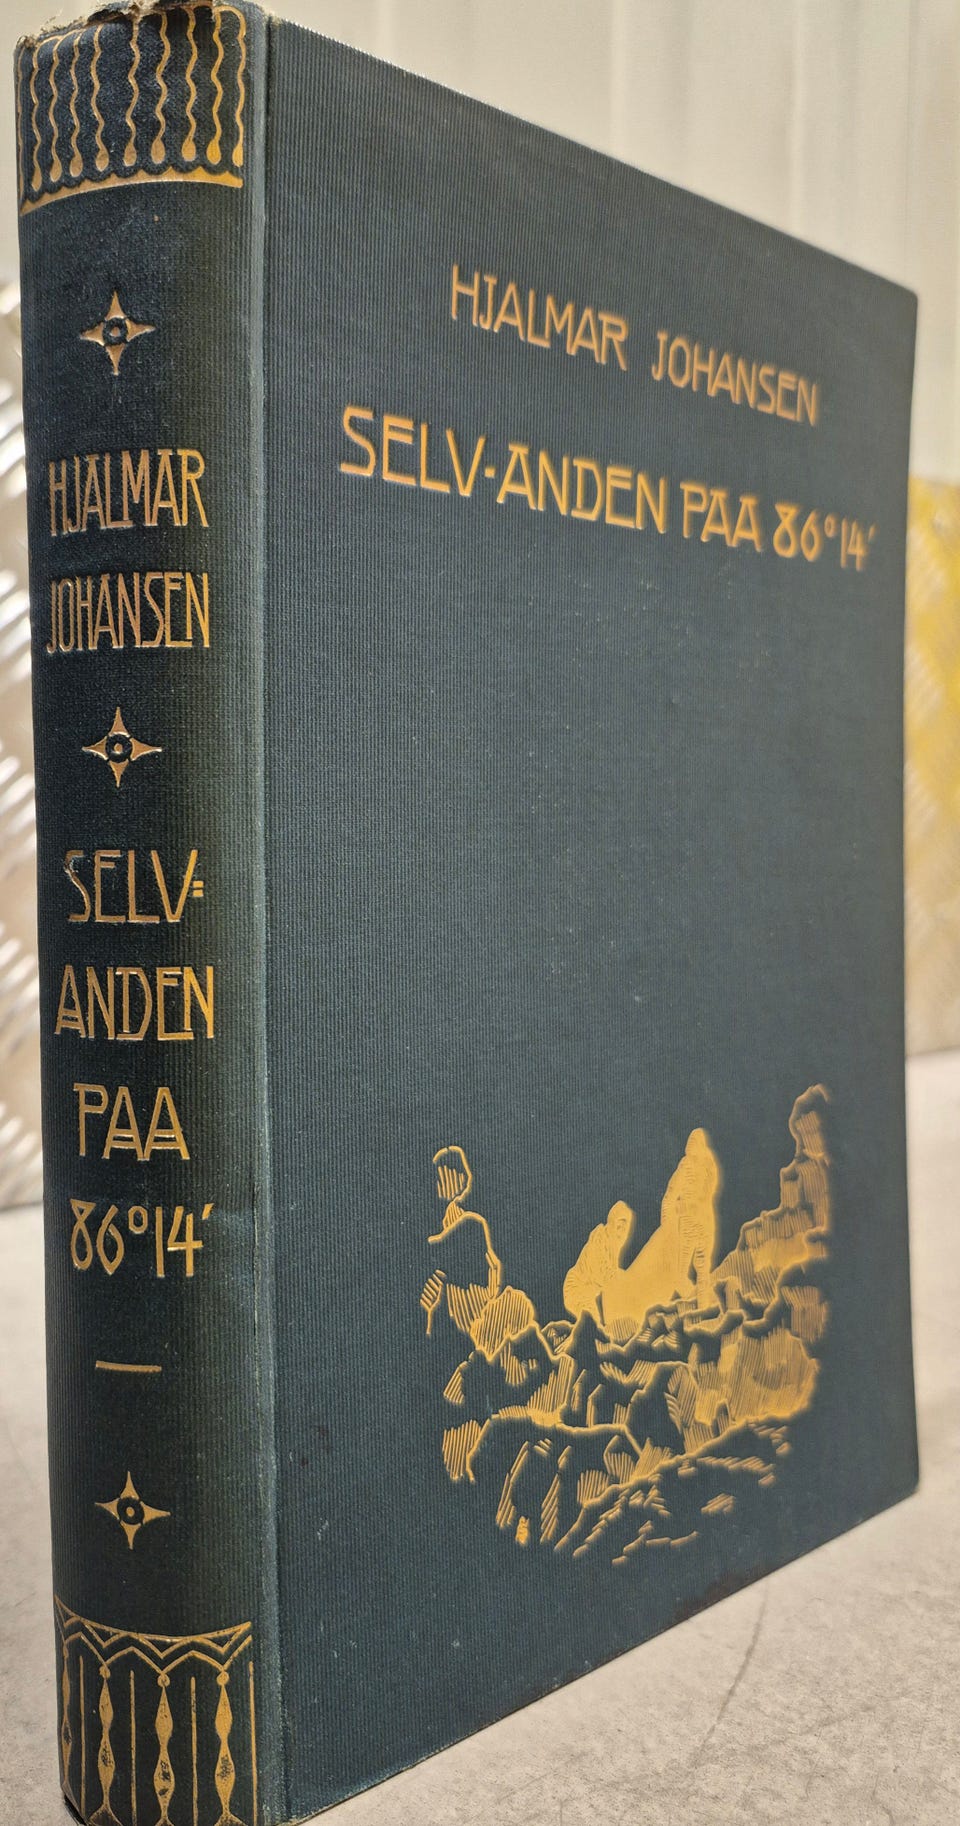 HJALMAR
JOHANSEN
SELV=
ANDEN
PAA
86°14′
HJALMAR JOHANSEN
SELV-ANDEN PAA 86°14′